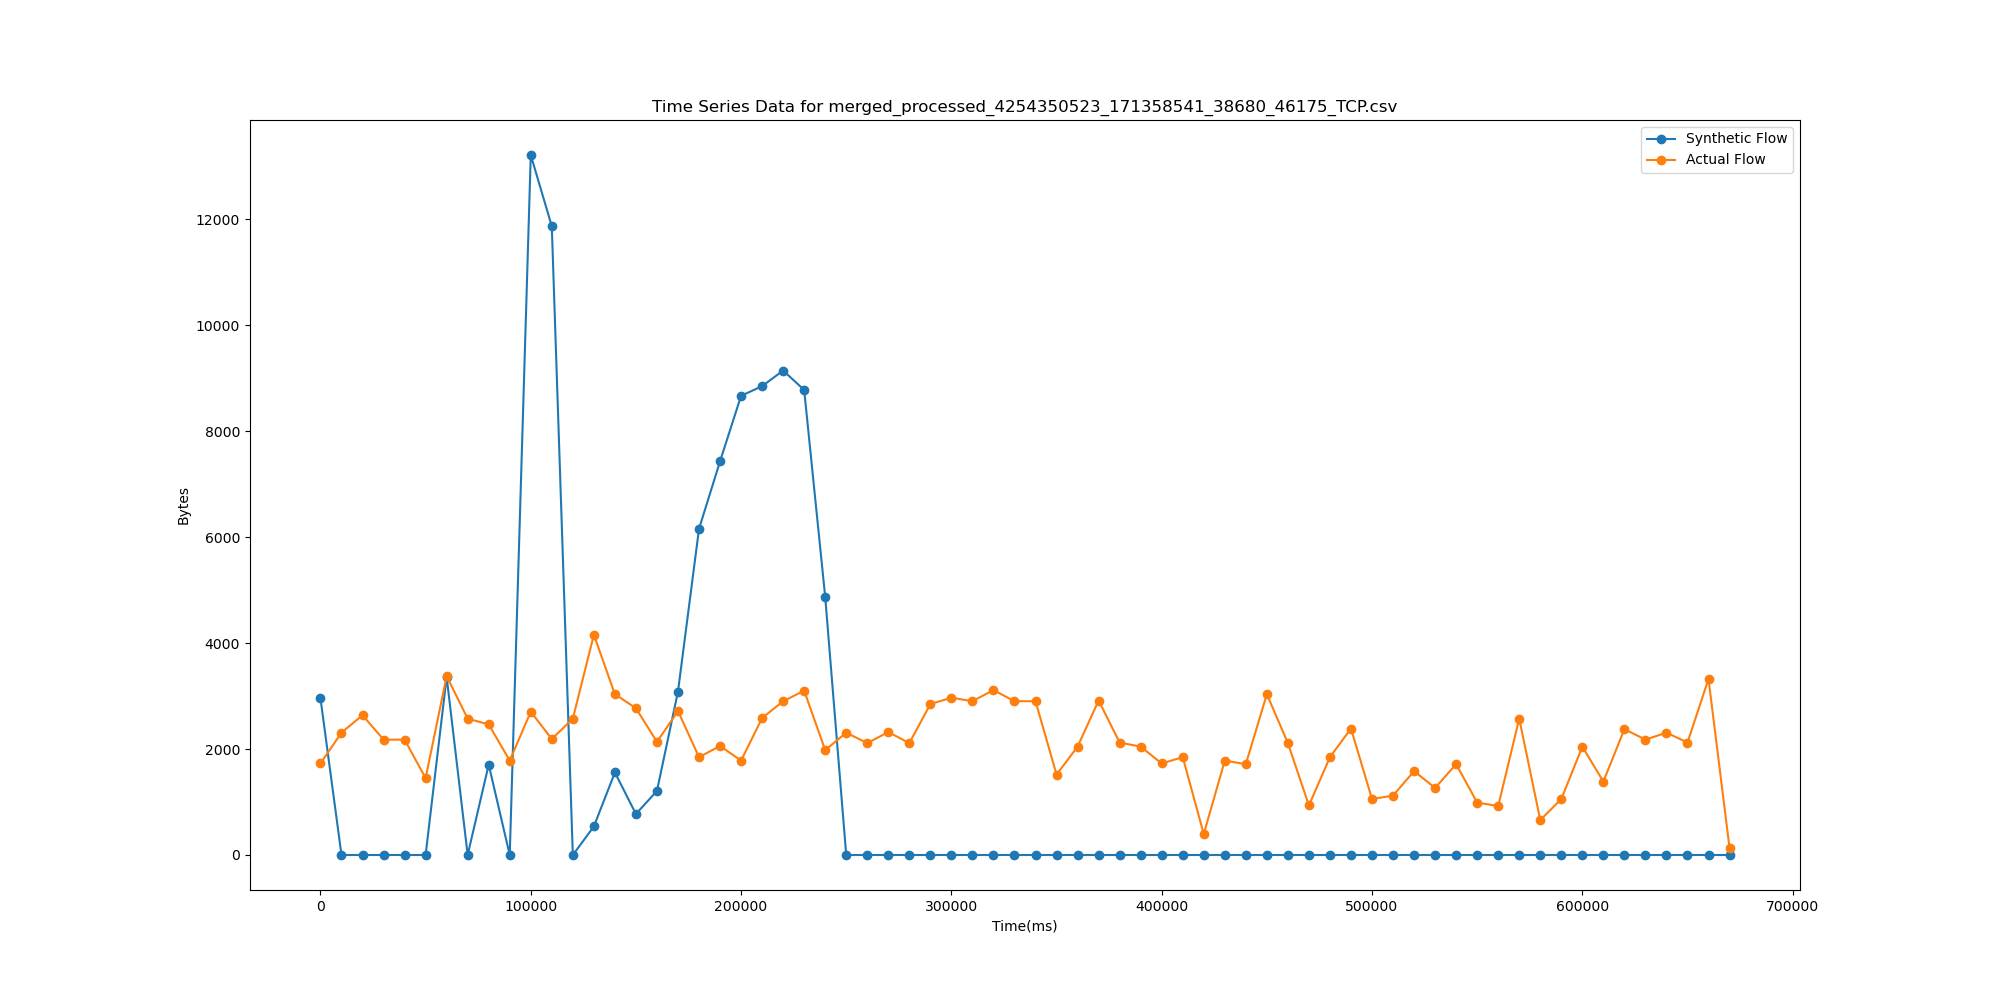 Time Series Data for merged_processed_4254350523_171358541_38680_46175_TCP.csv
Synthetic Flow
Actual Flow
12000
10000
8000
6000
4000
2000
0
Bytes
0 100000 200000 300000 400000 500000 600000 700000
Time(ms)